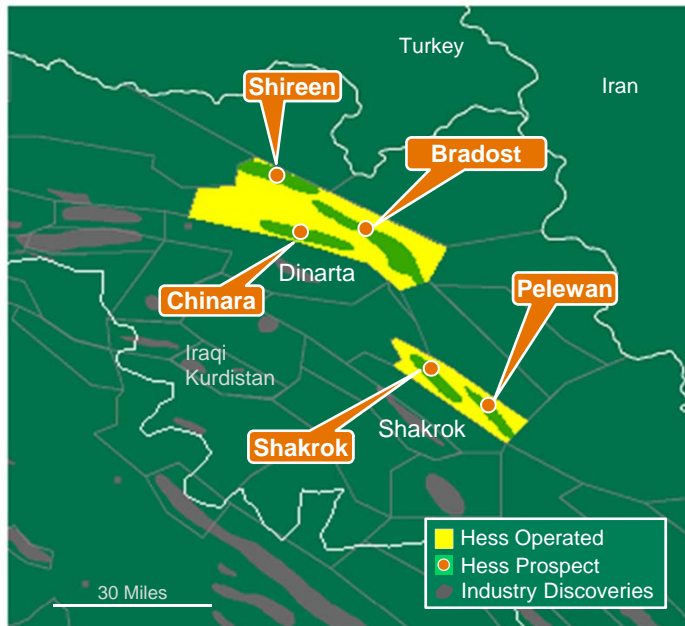 Turkey
Iran
Shireen
Bradost
Dinarta
Chinara
Pelewan
Iraqi
Kurdistan
Shakrok
Shakrok
Hess Operated
Hess Prospect
Industry Discoveries
30 Miles